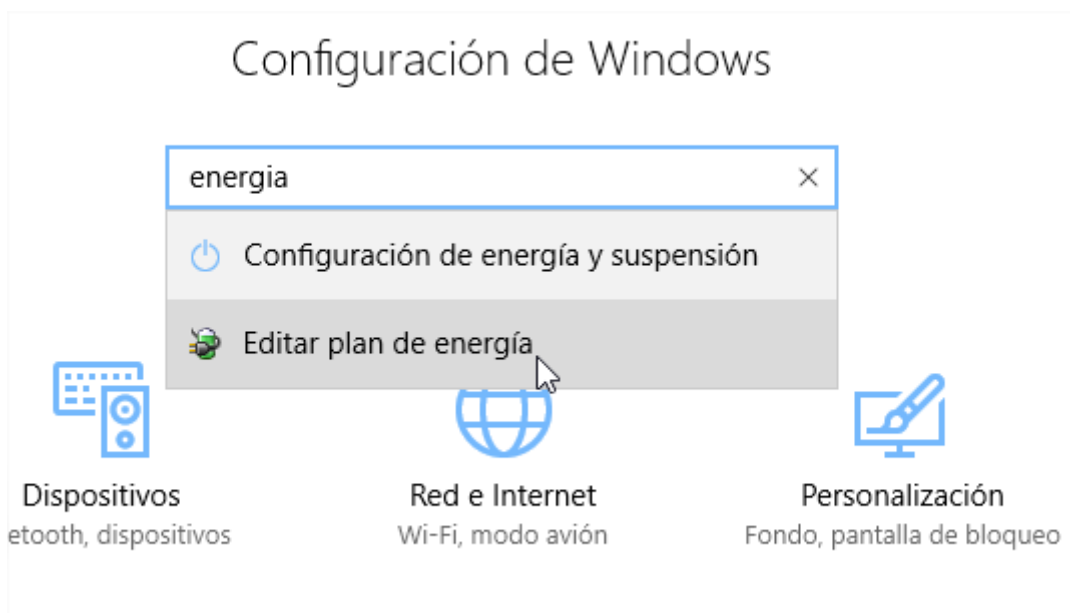 Configuración de Windows
energia
Configuración de energía y suspensión
Editar plan de energía
Dispositivos
etooth, dispositivos
Red e Internet
Wi-Fi, modo avión
Personalización
Fondo, pantalla de bloqueo